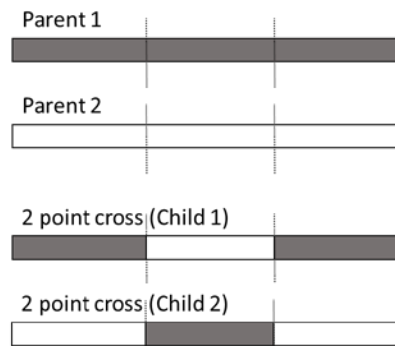 Parent 1
Parent 2
2 point cross (Child 1)
2 point cross (Child 2)